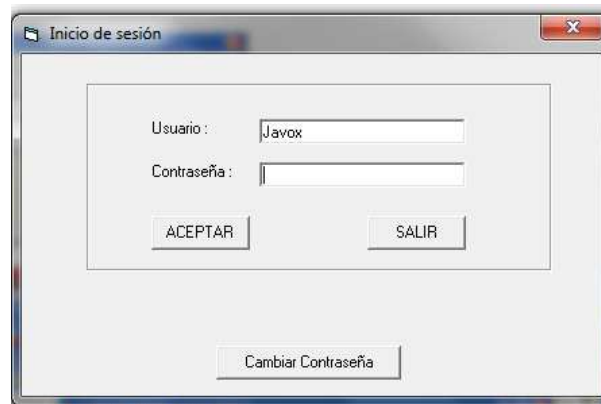 Inicio de sesión
Usuario :
Javox
Contraseña :
ACEPTAR
SALIR
Cambiar Contraseña